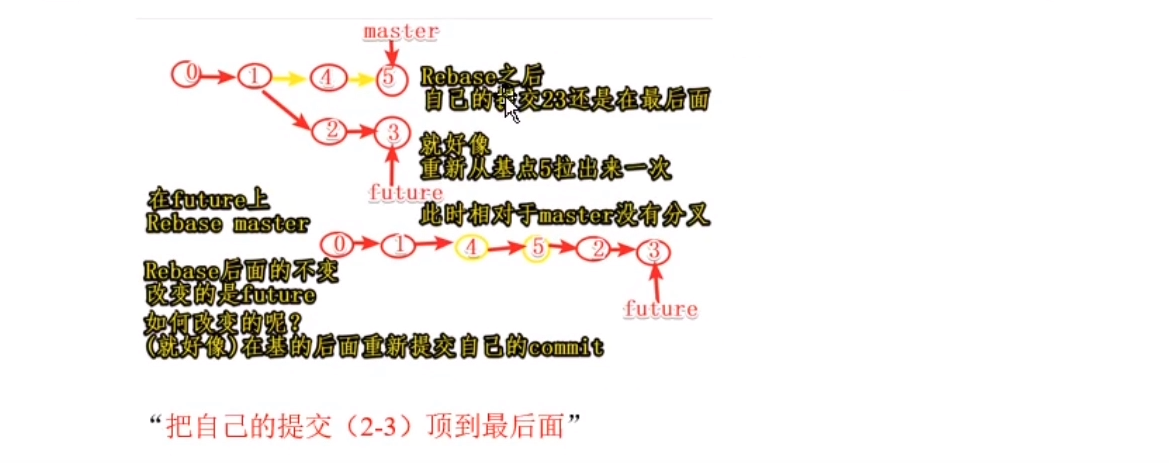 master
0 1 4 5
Rebase之后
自己的提交23还是在最后面
2 3
就好像
重新从基点5拉出来一次
future
在future上
Rebase master
此时相对于master没有分叉
0 1 4 5 2 3
Rebase后面的不变
改变的是future
future
如何改变的呢?
(就好像)在基的后面重新提交自己的commit
“把自己的提交（2-3）顶到最后面”